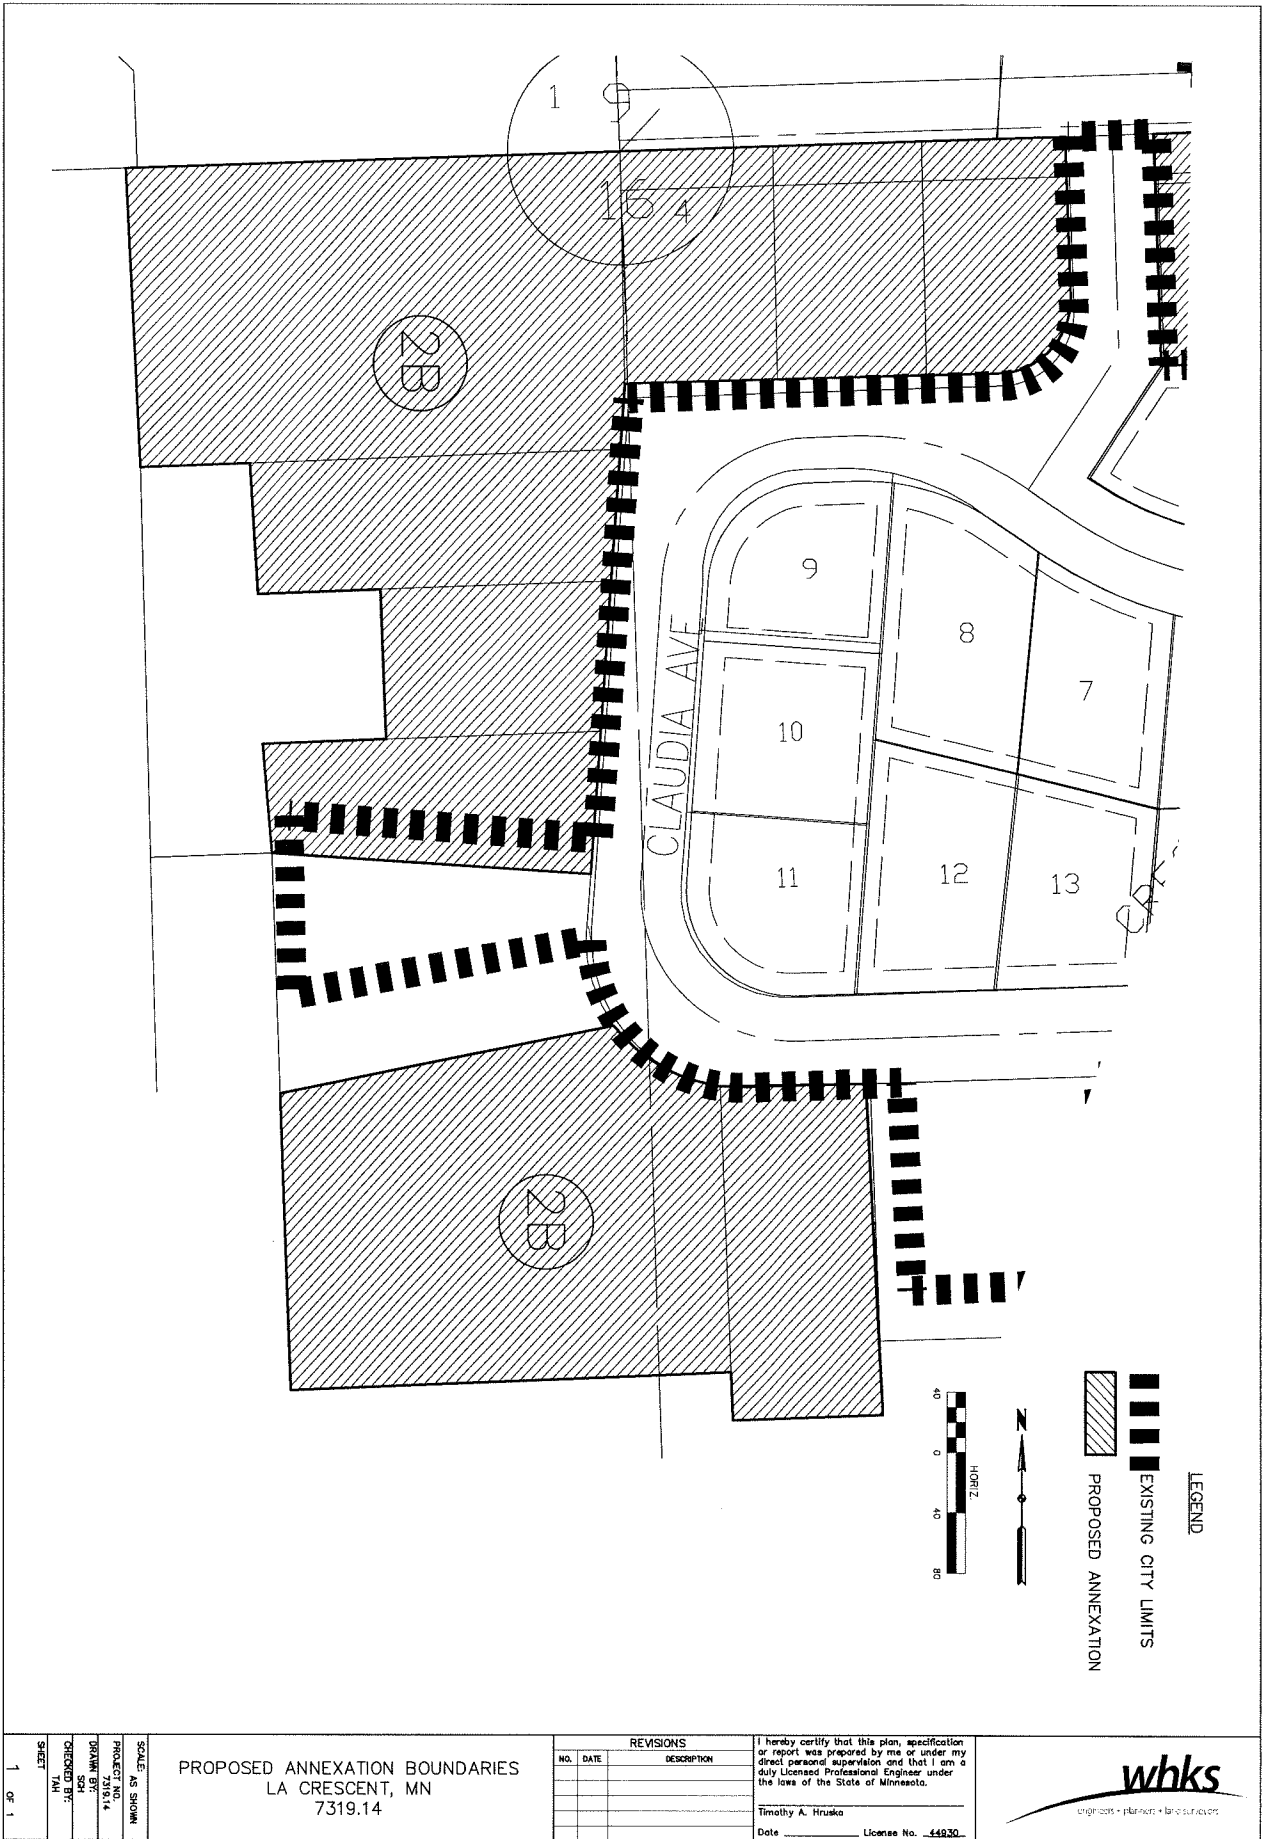 1
9
16
4
2B
9
8
7
10
CLAUDIA AVE
11
12
13
2B
LEGEND
EXISTING CITY LIMITS
PROPOSED ANNEXATION
N
HORIZ.
40 0 40 80
SCALE: AS SHOWN
PROJECT NO. 7319.14
DRAWN BY: SGH
CHECKED BY: TAH
SHEET
1 OF 1
PROPOSED ANNEXATION BOUNDARIES
LA CRESCENT, MN
7319.14
REVISIONS
NO. DATE DESCRIPTION
I hereby certify that this plan, specification
or report was prepared by me or under my
direct personal supervision and that I am a
duly Licensed Professional Engineer under
the laws of the State of Minnesota.
Timothy A. Hruska
Date License No. 44930
whks
engineers + planners + land surveyors